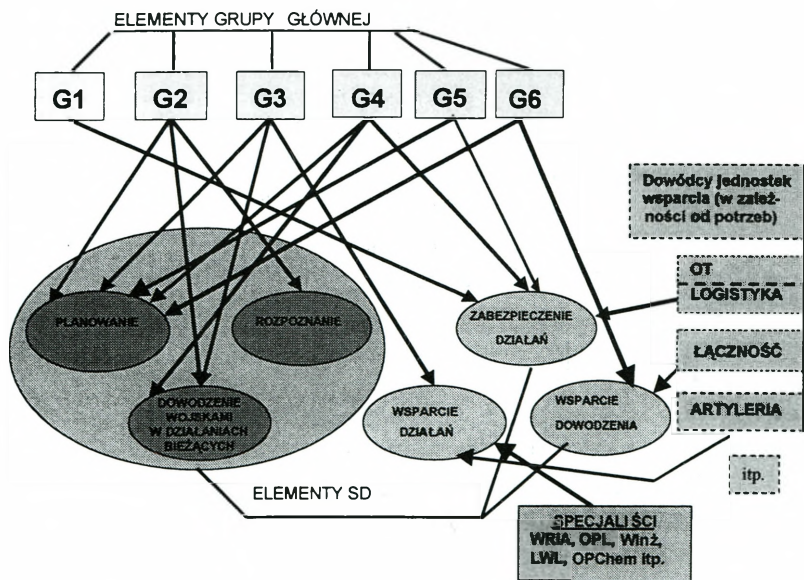 ELEMENTY GRUPY GŁÓWNEJ
G1 G2 G3 G4 G5 G6
Dowódcy jednostek
wsparcia (w zależ-
ności od potrzeb)
OT
LOGISTYKA
ŁĄCZNOŚĆ
ARTYLERIA
itp.
PLANOWANIE
ROZPOZNANIE
ZABEZPIECZENIE
DZIAŁAŃ
DOWODZENIE
WOJSKAMI
W DZIAŁANIACH
BIEŻĄCYCH
WSPARCIE
DZIAŁAŃ
WSPARCIE
DOWODZENIA
ELEMENTY SD
SPECJALIŚCI
WRIA, OPL, WInż,
LWL, OPChem itp.